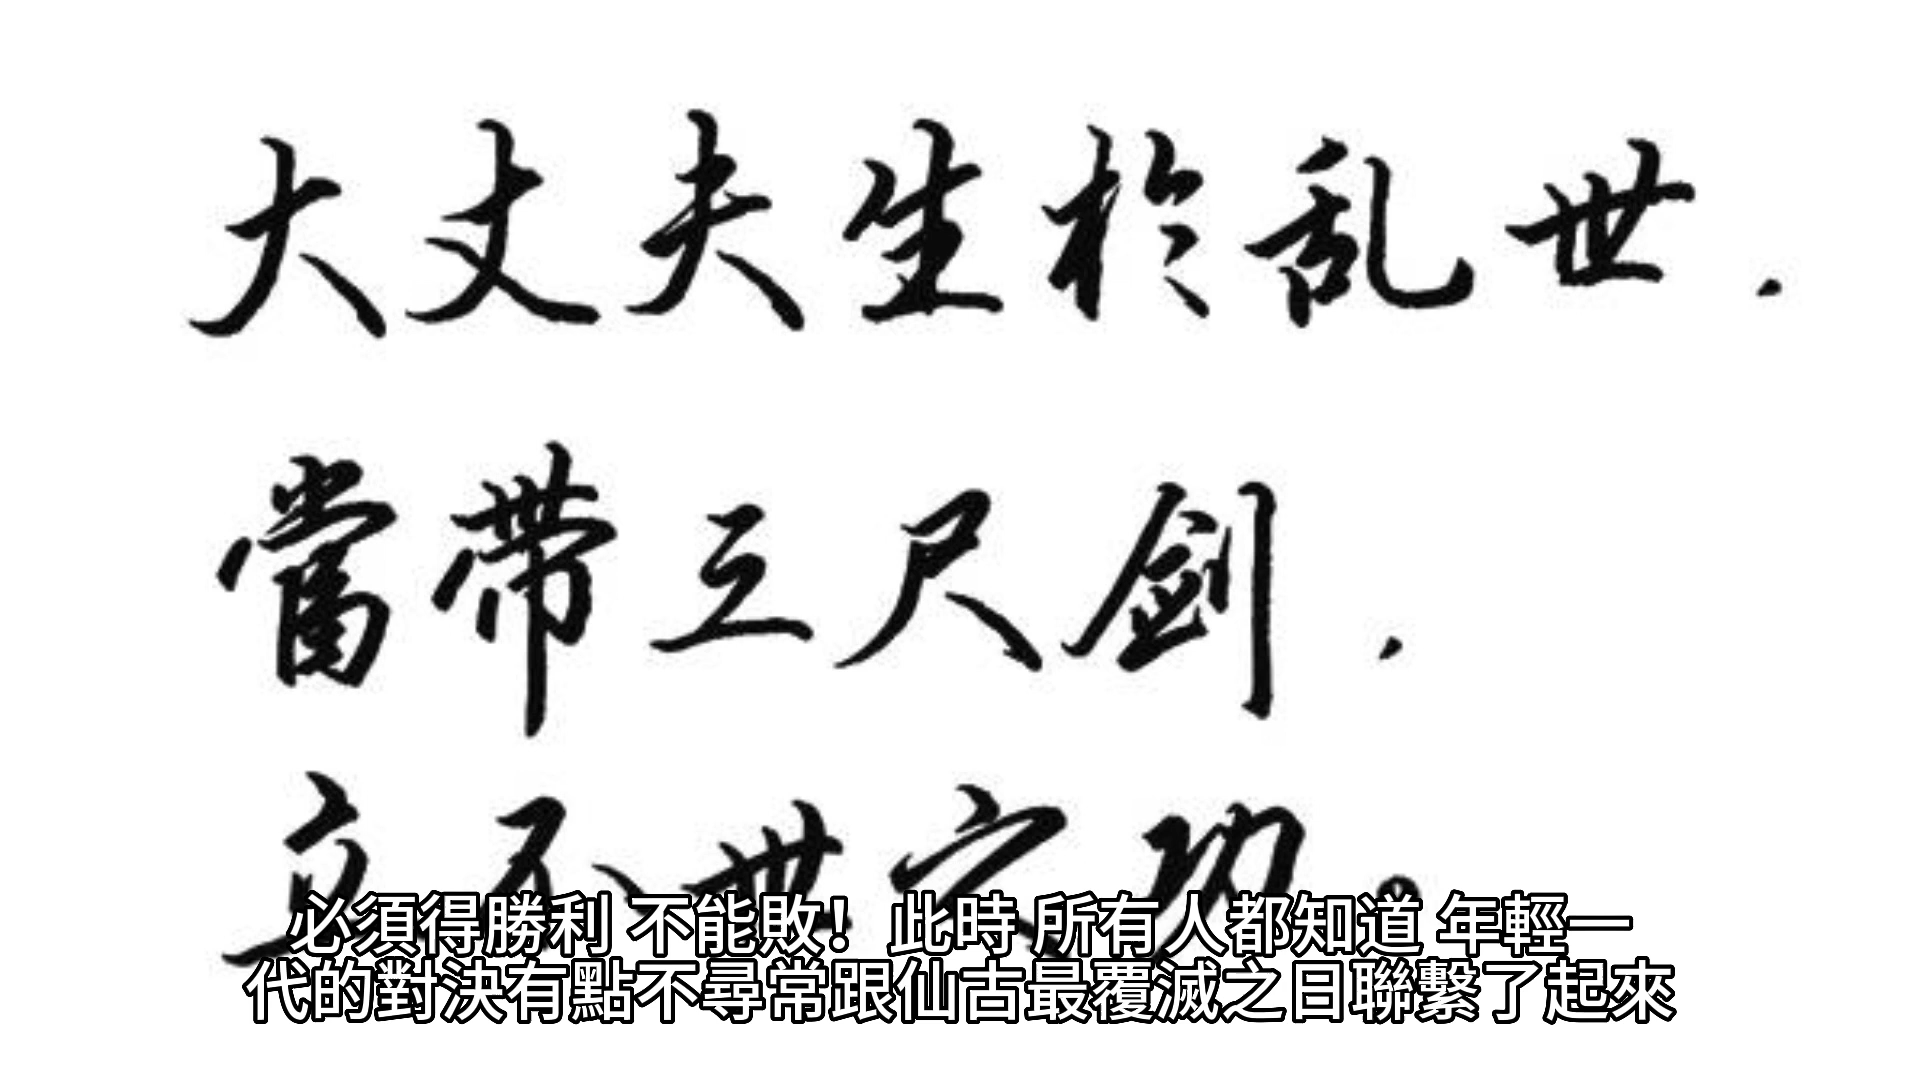 大丈夫生於乱世.
當帶三尺劍.
立不世之功。
必須得勝利 不能敗！此時 所有人都知道 年輕一
代的對決有點不尋常跟仙古最覆滅之日聯繫了起來